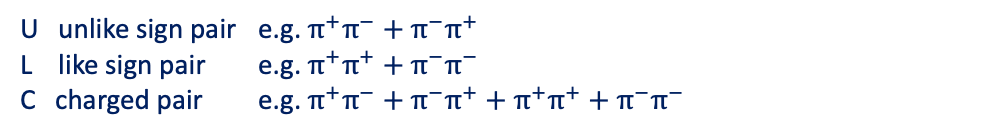 U unlike sign pair e.g. π⁺π⁻ + π⁻π⁺
L like sign pair e.g. π⁺π⁺ + π⁻π⁻
C charged pair e.g. π⁺π⁻ + π⁻π⁺ + π⁺π⁺ + π⁻π⁻